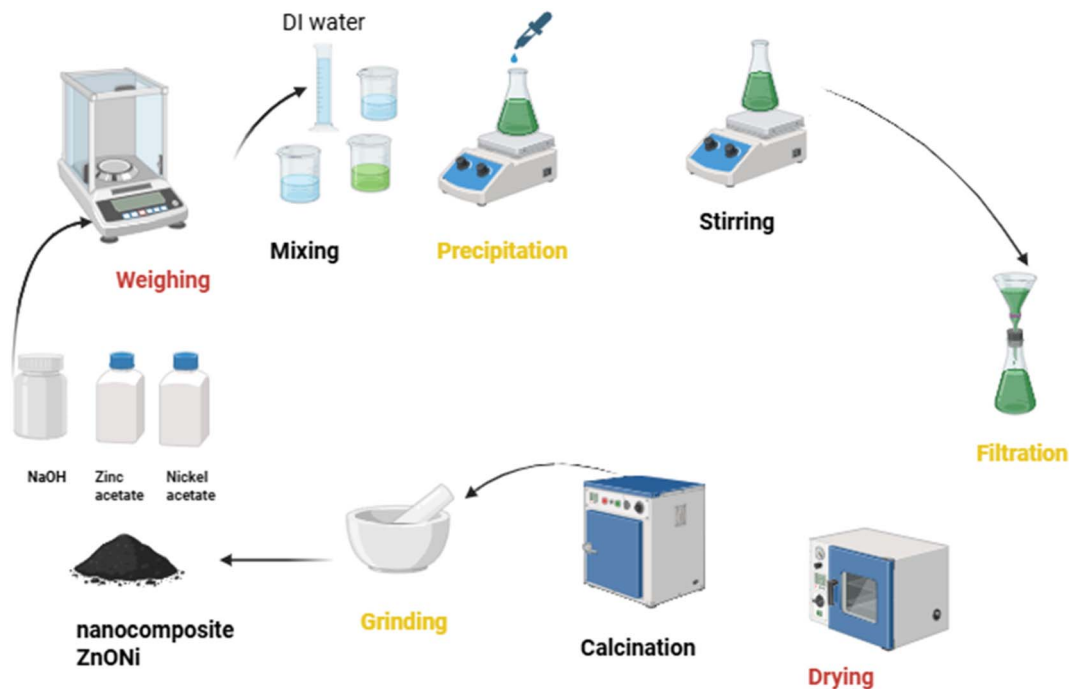 DI water
Weighing
Mixing
Precipitation
Stirring
Filtration
NaOH
Zinc
acetate
Nickel
acetate
nanocomposite
ZnONi
Grinding
Calcination
Drying